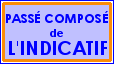 PASSÉ COMPOSÉ
de
L'INDICATIF